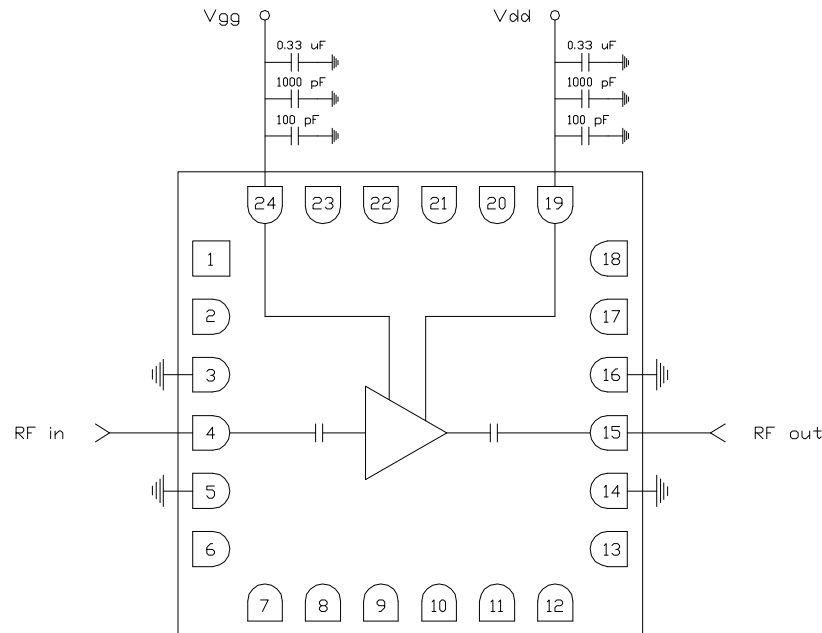 Vgg Vdd
0.33 uF 0.33 uF
1000 pF 1000 pF
100 pF 100 pF
24 23 22 21 20 19
1 18
2 17
3 16
RF in 4 15 RF out
5 14
6 13
7 8 9 10 11 12